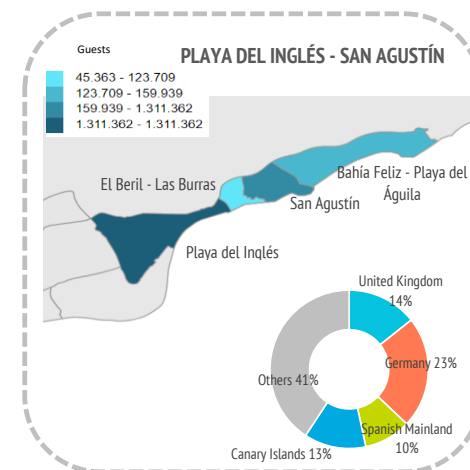 Guests
PLAYA DEL INGLÉS - SAN AGUSTÍN
45.363 - 123.709
123.709 - 159.939
159.939 - 1.311.362
1.311.362 - 1.311.362
El Beril - Las Burras
Bahía Feliz - Playa del
Águila
San Agustín
Playa del Inglés
United Kingdom
14%
Germany 23%
Others 41%
Spanish Mainland
10%
Canary Islands 13%